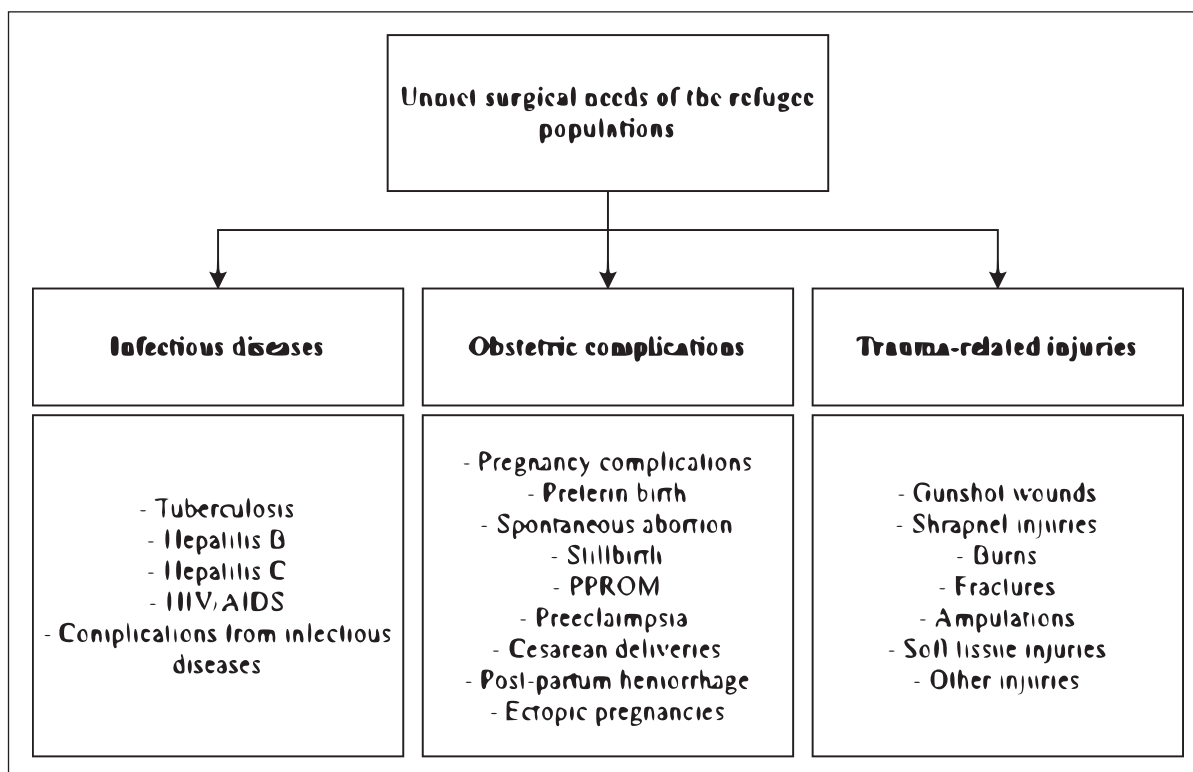 Unmet surgical needs of the refugee
populations
Infectious diseases
- Tuberculosis
- Hepatitis B
- Hepatitis C
- HIV/AIDS
- Complications from infectious
diseases
Obstetric complications
- Pregnancy complications
- Preterm birth
- Spontaneous abortion
- Stillbirth
- PPROM
- Preeclaimpsia
- Cesarean deliveries
- Post-partum hemorrhage
- Ectopic pregnancies
Trauma-related injuries
- Gunshot wounds
- Shrapnel injuries
- Burns
- Fractures
- Amputations
- Soft tissue injuries
- Other injuries